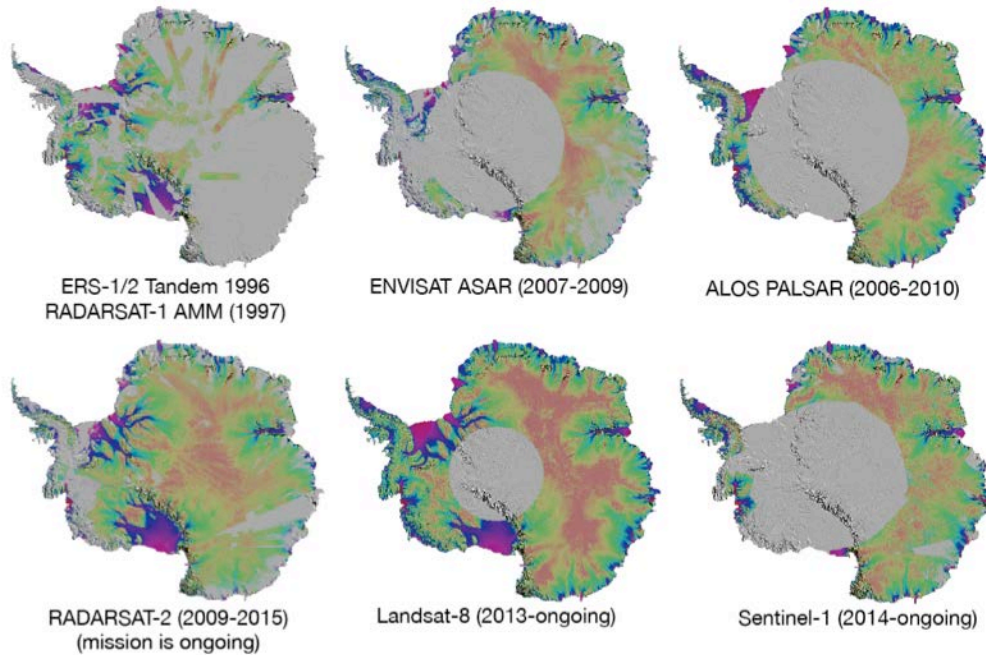 ERS-1/2 Tandem 1996
RADARSAT-1 AMM (1997)
ENVISAT ASAR (2007-2009)
ALOS PALSAR (2006-2010)
RADARSAT-2 (2009-2015)
(mission is ongoing)
Landsat-8 (2013-ongoing)
Sentinel-1 (2014-ongoing)